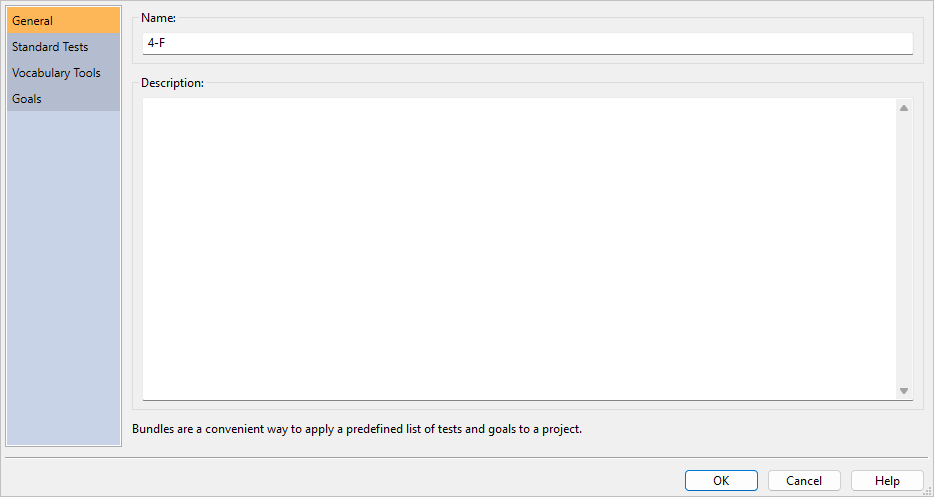 General
Standard Tests
Vocabulary Tools
Goals
Name:
4-F
Description:
Bundles are a convenient way to apply a predefined list of tests and goals to a project.
OK
Cancel
Help